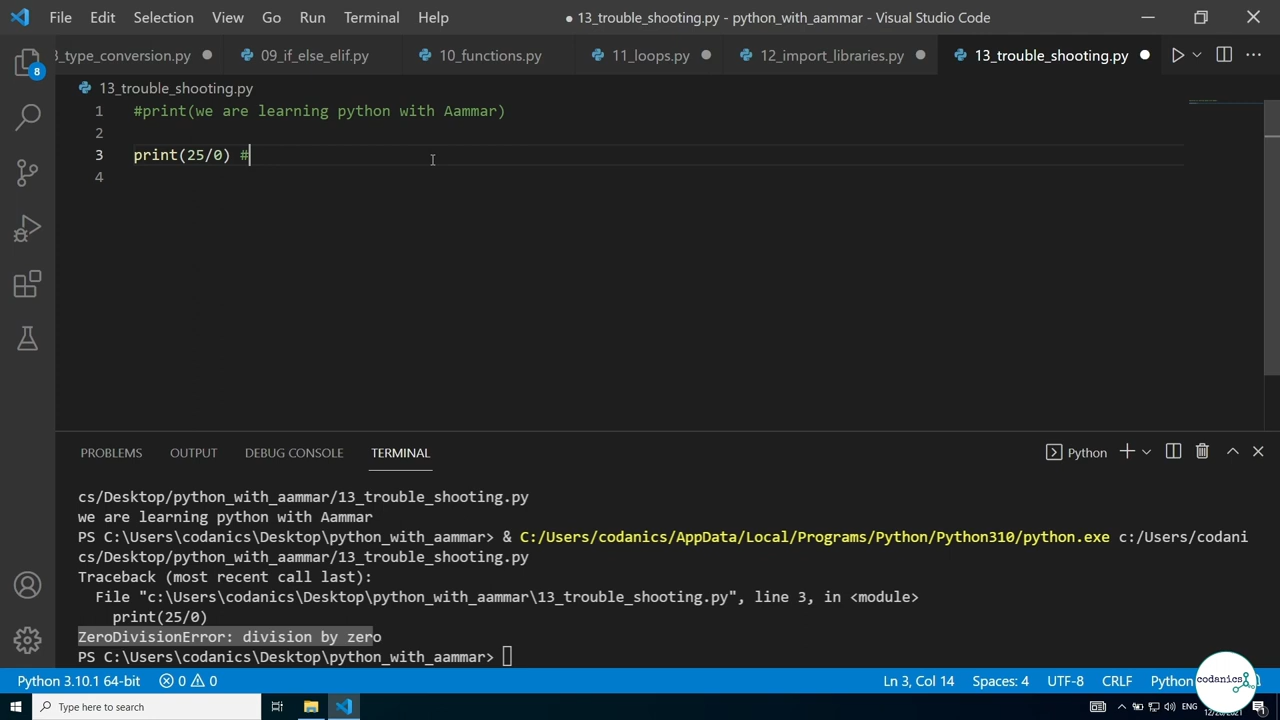 File Edit Selection View Go Run Terminal Help
● 13_trouble_shooting.py - python_with_aammar - Visual Studio Code
_type_conversion.py 09_if_else_elif.py 10_functions.py 11_loops.py 12_import_libraries.py 13_trouble_shooting.py
8
13_trouble_shooting.py
1 #print(we are learning python with Aammar)
2
3 print(25/0) #
4
PROBLEMS OUTPUT DEBUG CONSOLE TERMINAL Python
cs/Desktop/python_with_aammar/13_trouble_shooting.py
we are learning python with Aammar
PS C:\Users\codanics\Desktop\python_with_aammar> & C:/Users/codanics/AppData/Local/Programs/Python/Python310/python.exe c:/Users/codani
cs/Desktop/python_with_aammar/13_trouble_shooting.py
Traceback (most recent call last):
File "c:\Users\codanics\Desktop\python_with_aammar\13_trouble_shooting.py", line 3, in <module>
print(25/0)
ZeroDivisionError: division by zero
PS C:\Users\codanics\Desktop\python_with_aammar>
Python 3.10.1 64-bit 0 0 Ln 3, Col 14 Spaces: 4 UTF-8 CRLF Python
codanics
Type here to search ENG